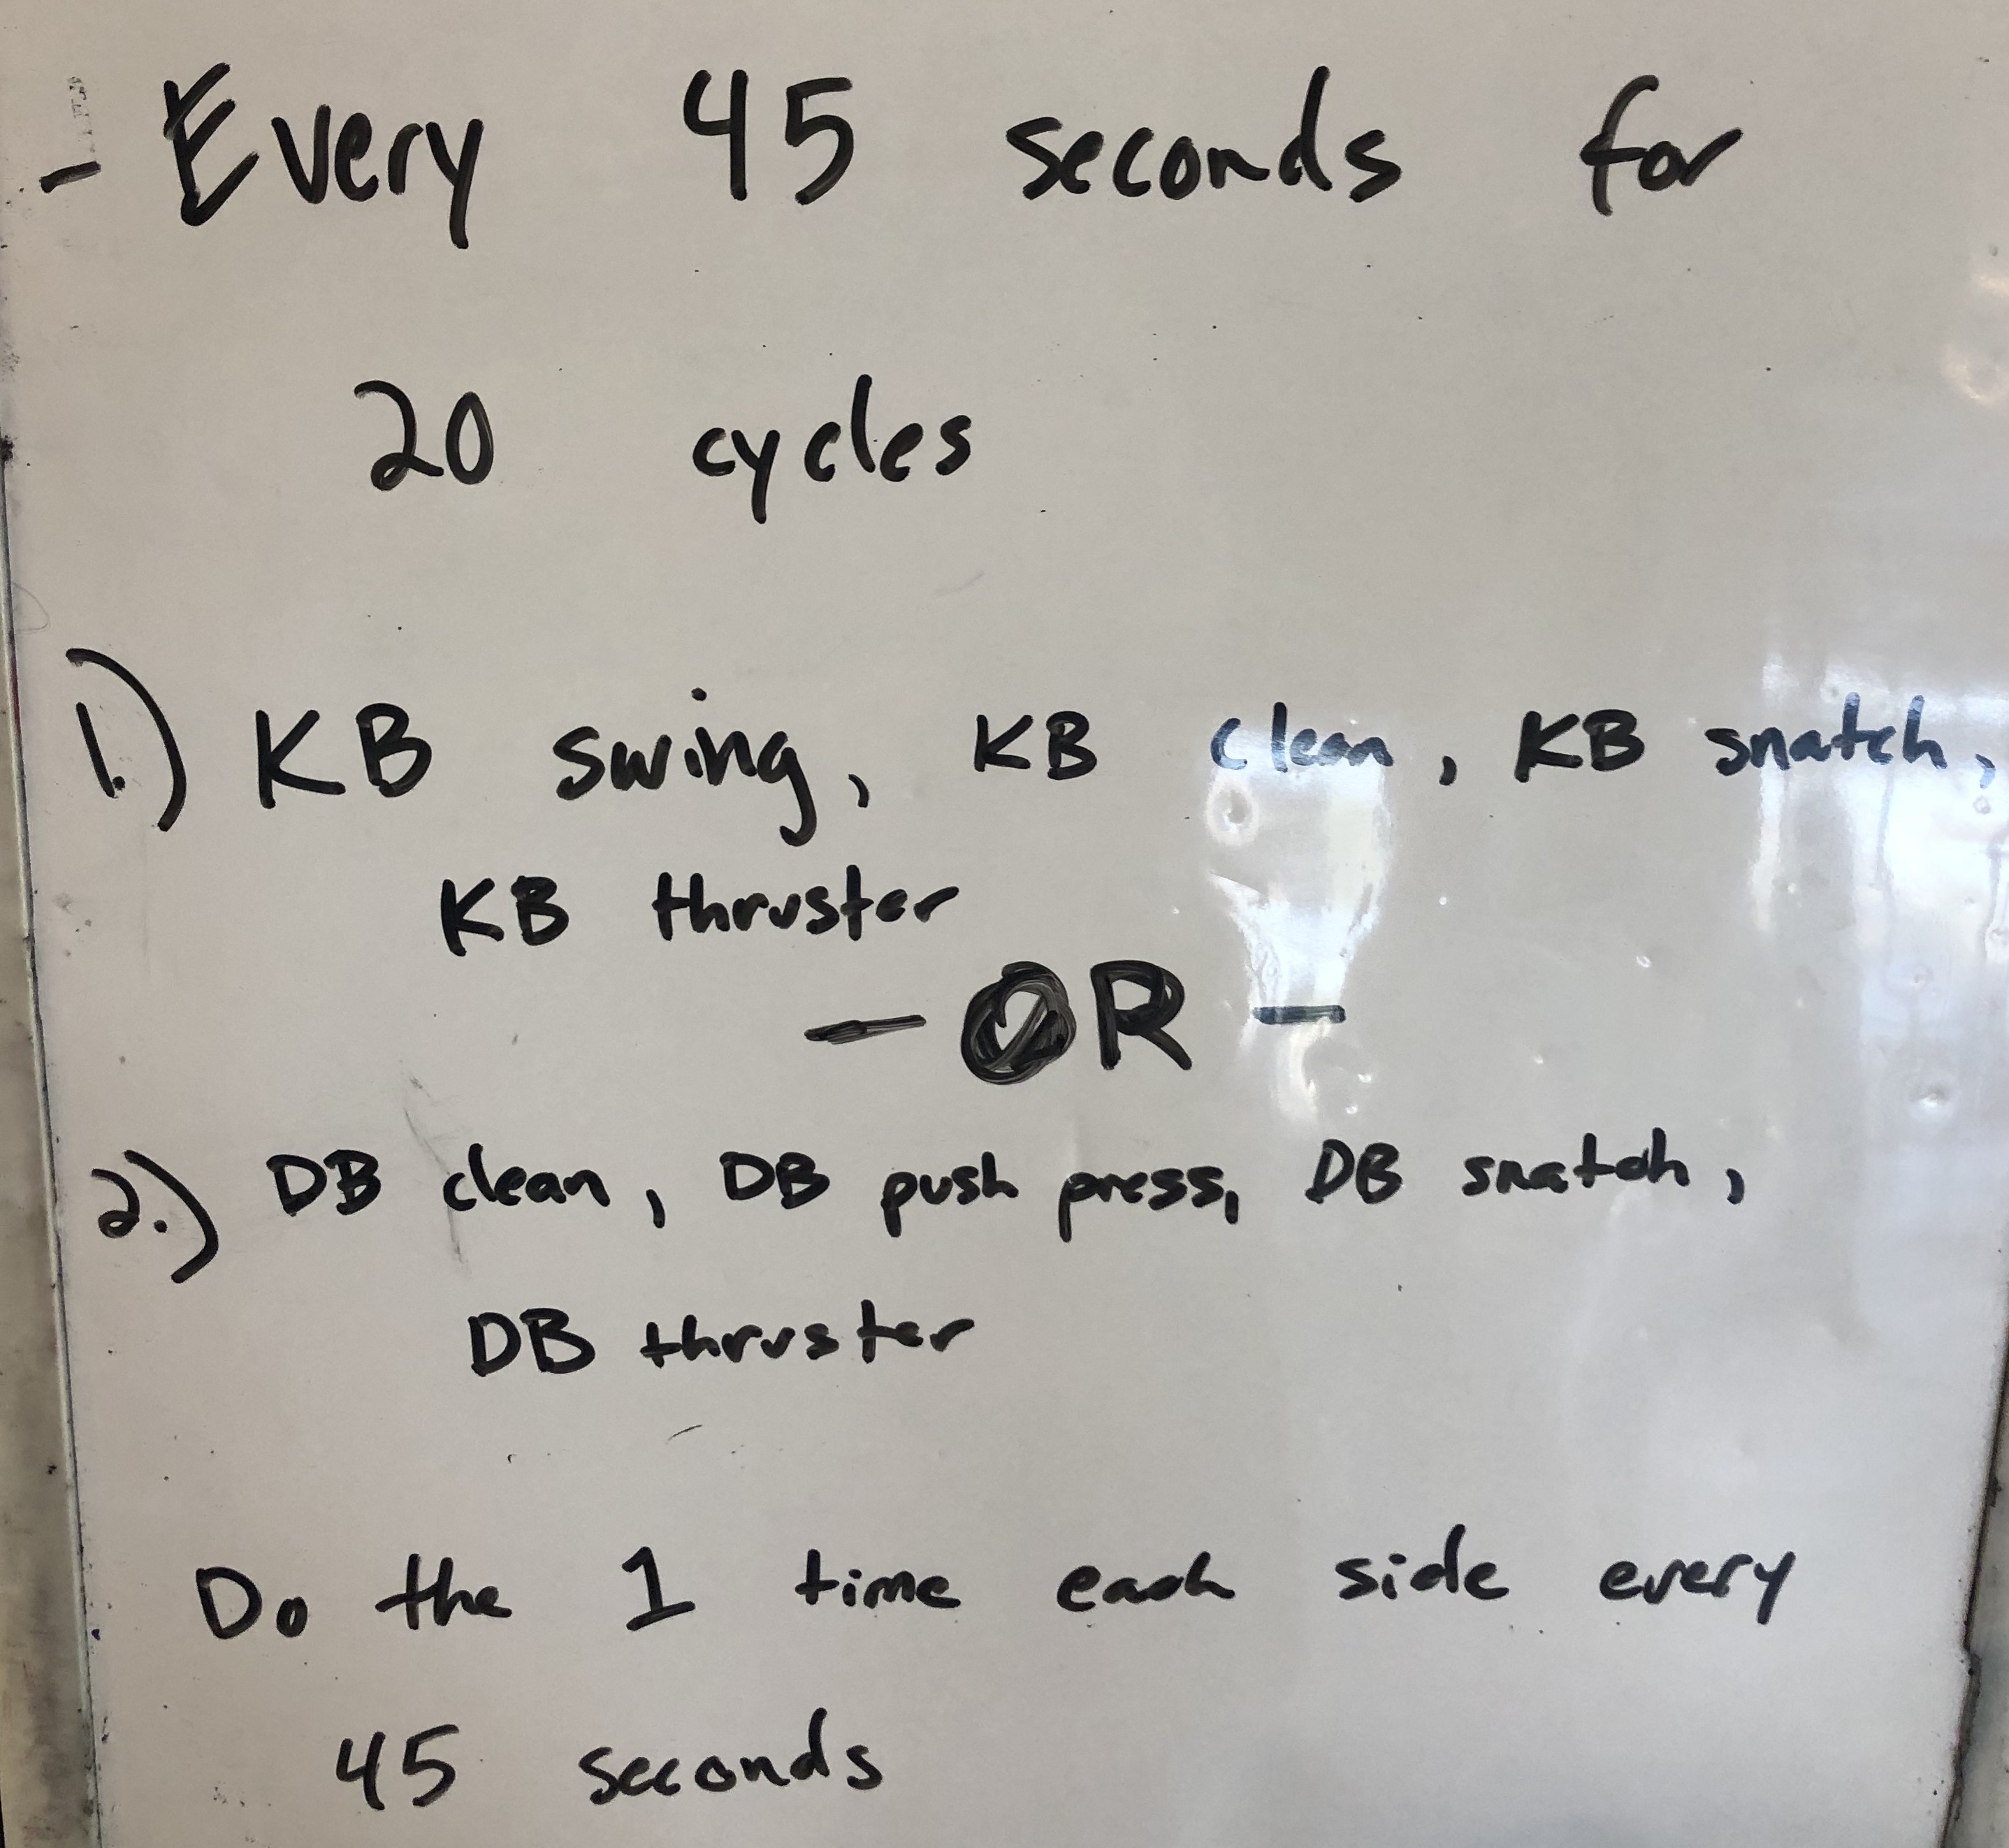 - Every 45 seconds for
20 cycles
1.) KB swing, KB clean, KB snatch,
KB thruster
- OR -
2.) DB clean, DB push press, DB snatch,
DB thruster
Do the 1 time each side every
45 seconds